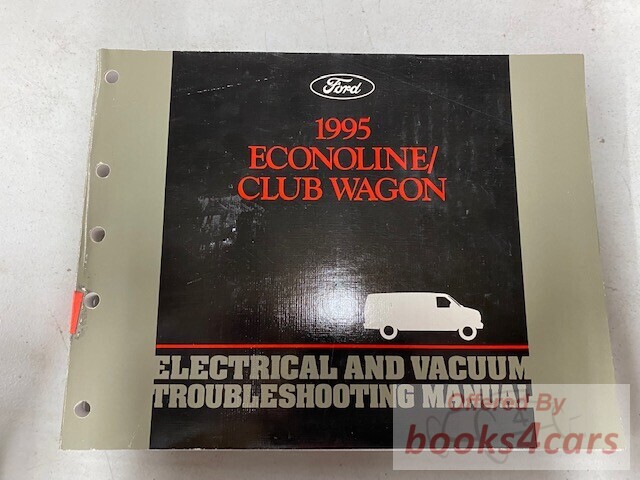 Ford
1995
ECONOLINE/
CLUB WAGON
ELECTRICAL AND VACUUM
TROUBLESHOOTING MANUAL
Offered By
books4cars